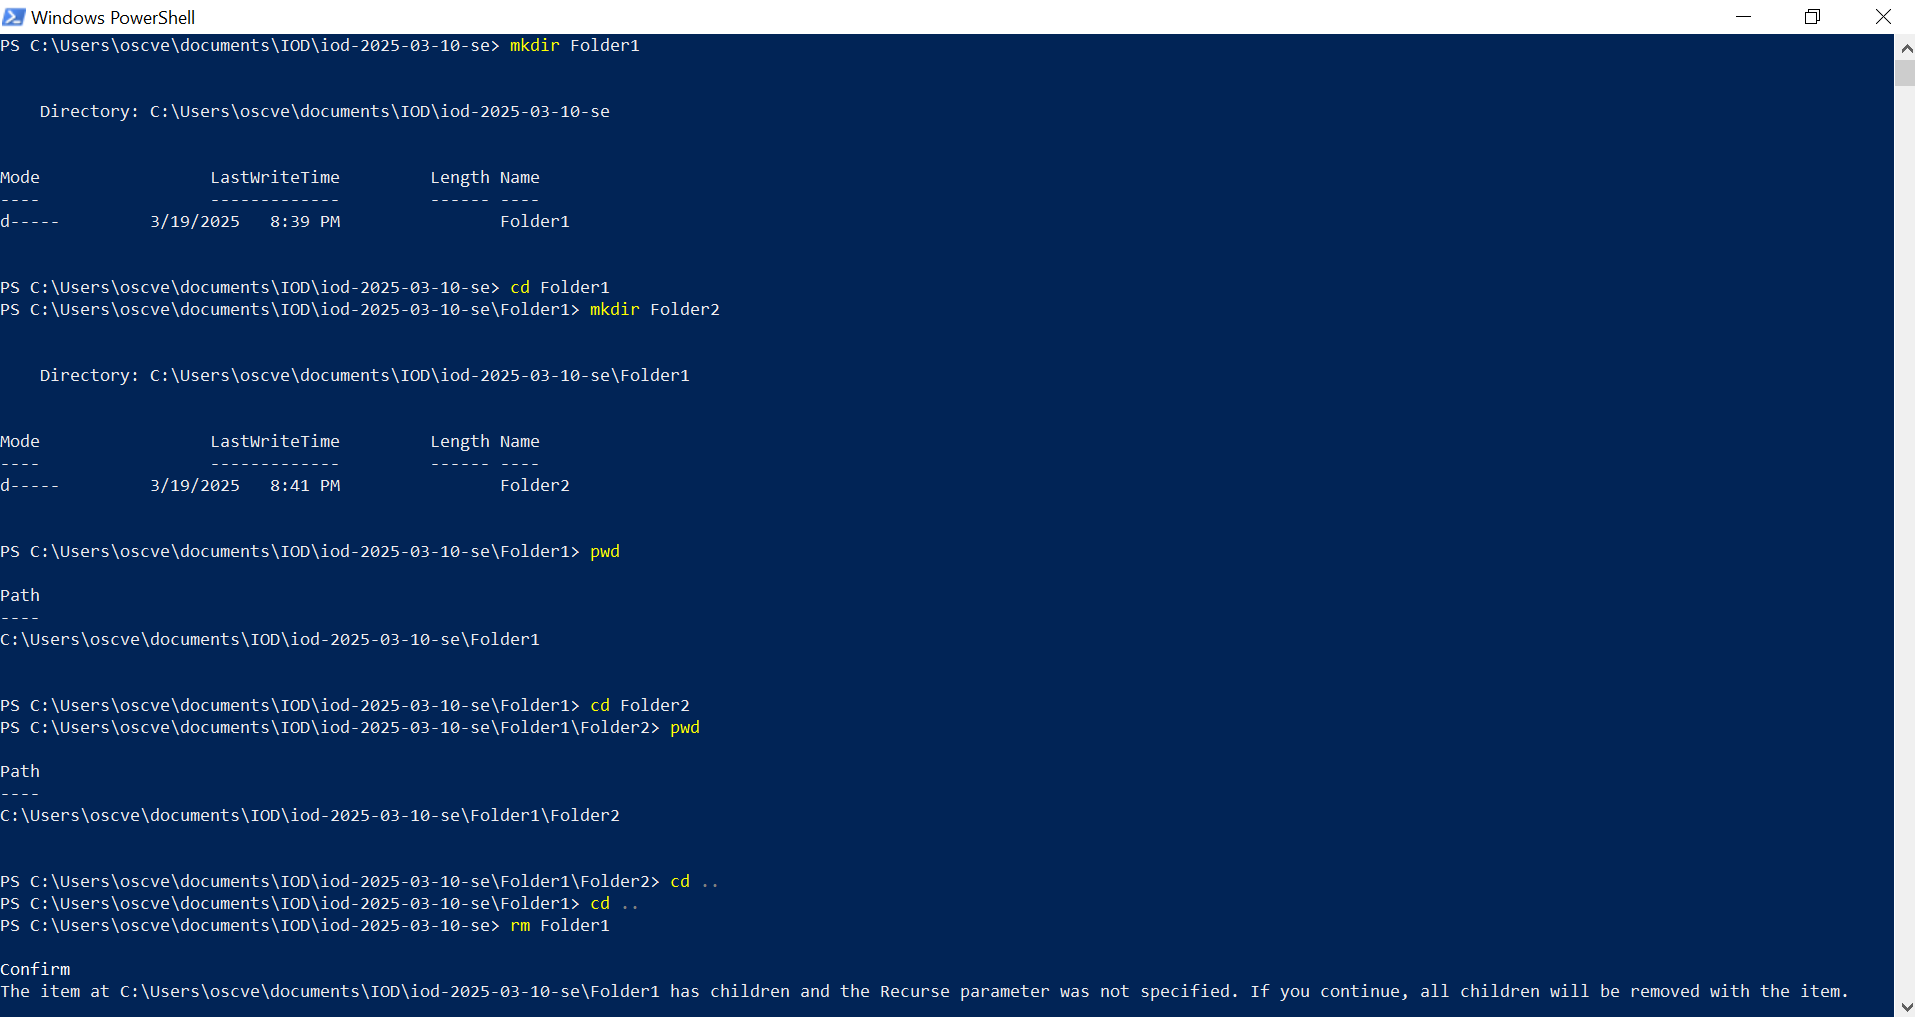 Windows PowerShell
PS C:\Users\oscve\documents\IOD\iod-2025-03-10-se> mkdir Folder1
    Directory: C:\Users\oscve\documents\IOD\iod-2025-03-10-se
Mode                 LastWriteTime         Length Name
----                 -------------         ------ ----
d-----         3/19/2025   8:39 PM                Folder1
PS C:\Users\oscve\documents\IOD\iod-2025-03-10-se> cd Folder1
PS C:\Users\oscve\documents\IOD\iod-2025-03-10-se\Folder1> mkdir Folder2
    Directory: C:\Users\oscve\documents\IOD\iod-2025-03-10-se\Folder1
Mode                 LastWriteTime         Length Name
----                 -------------         ------ ----
d-----         3/19/2025   8:41 PM                Folder2
PS C:\Users\oscve\documents\IOD\iod-2025-03-10-se\Folder1> pwd
Path
----
C:\Users\oscve\documents\IOD\iod-2025-03-10-se\Folder1
PS C:\Users\oscve\documents\IOD\iod-2025-03-10-se\Folder1> cd Folder2
PS C:\Users\oscve\documents\IOD\iod-2025-03-10-se\Folder1\Folder2> pwd
Path
----
C:\Users\oscve\documents\IOD\iod-2025-03-10-se\Folder1\Folder2
PS C:\Users\oscve\documents\IOD\iod-2025-03-10-se\Folder1\Folder2> cd ..
PS C:\Users\oscve\documents\IOD\iod-2025-03-10-se\Folder1> cd ..
PS C:\Users\oscve\documents\IOD\iod-2025-03-10-se> rm Folder1
Confirm
The item at C:\Users\oscve\documents\IOD\iod-2025-03-10-se\Folder1 has children and the Recurse parameter was not specified. If you continue, all children will be removed with the item.